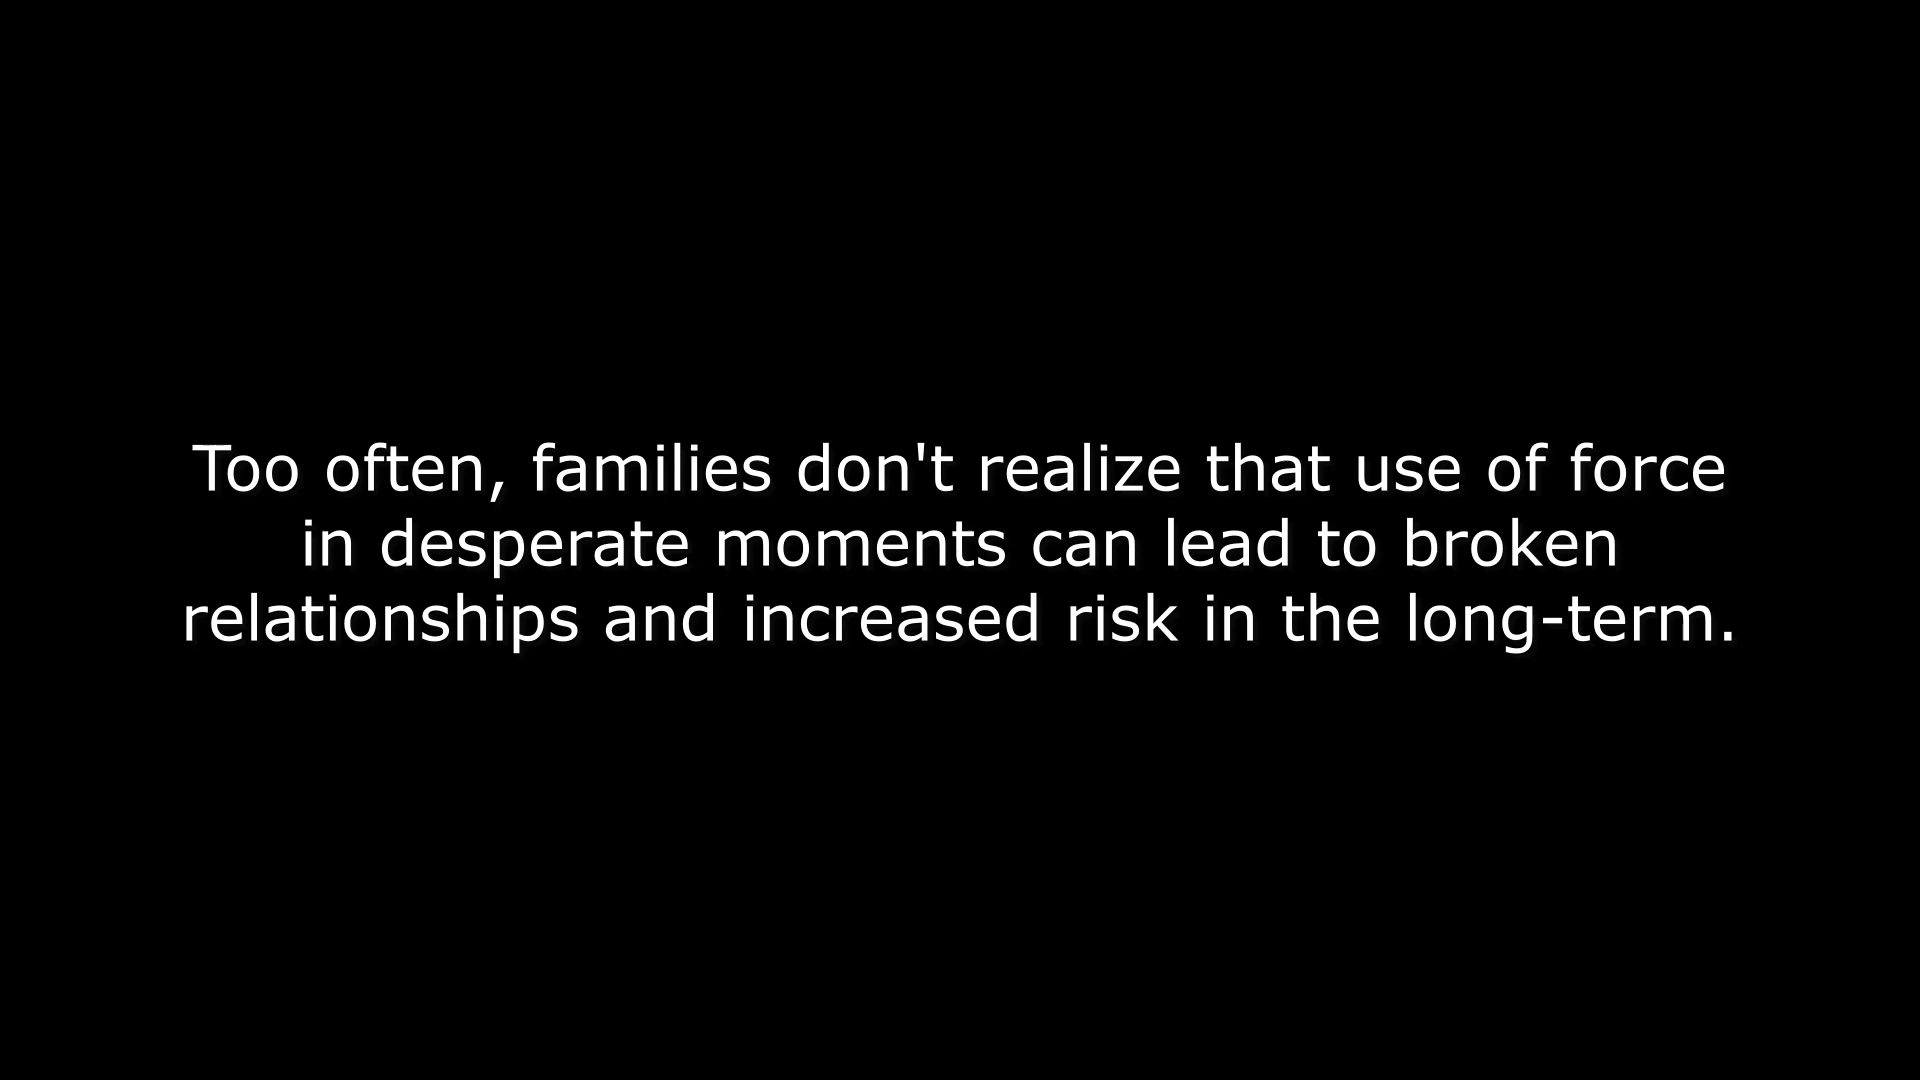 Too often, families don't realize that use of force
in desperate moments can lead to broken
relationships and increased risk in the long-term.